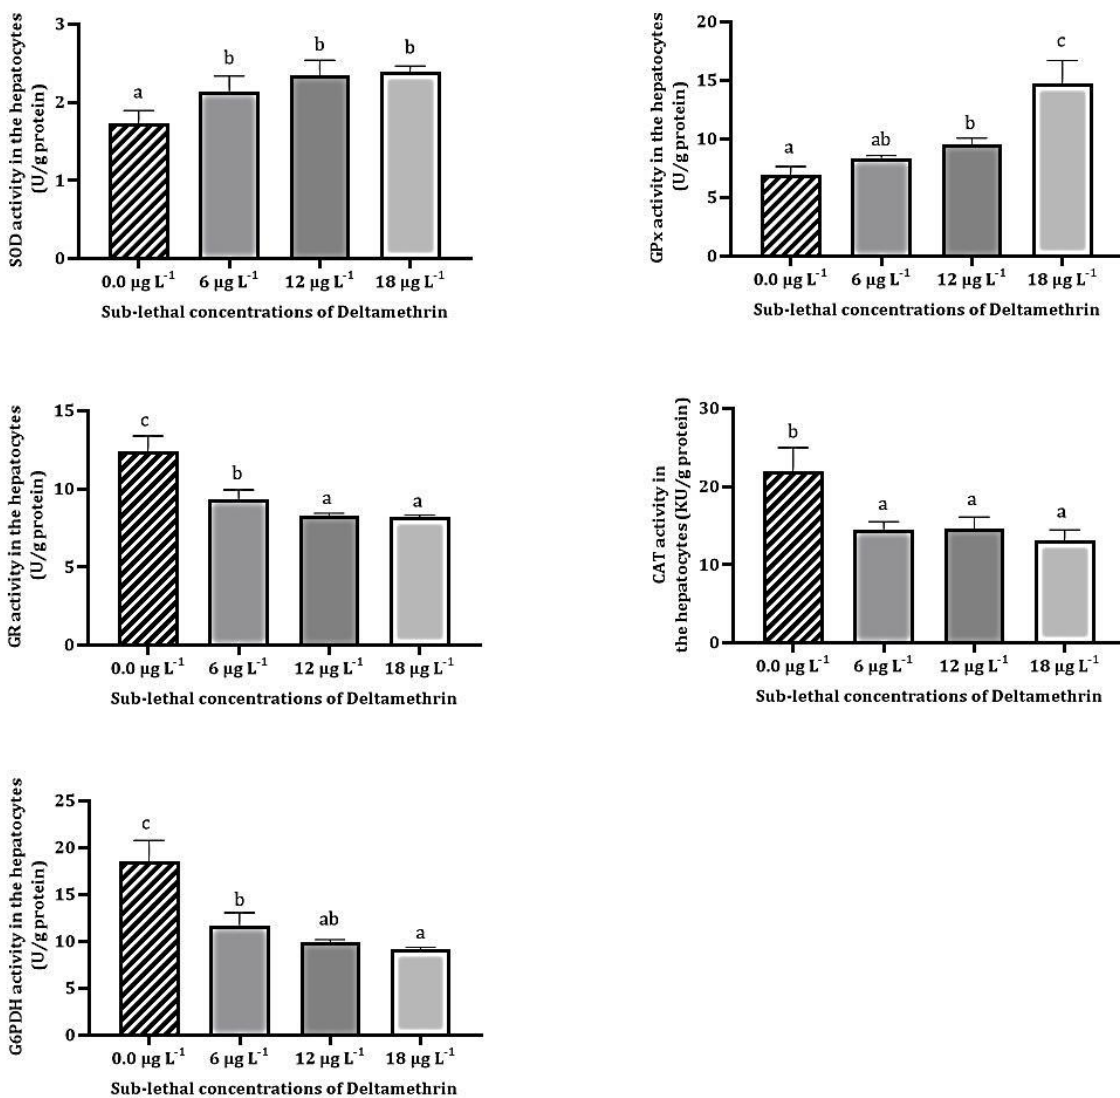 SOD activity in the hepatocytes
(U/g protein)
3
2
1
0
a
b
b
b
0.0 µg L⁻¹
6 µg L⁻¹
12 µg L⁻¹
18 µg L⁻¹
Sub-lethal concentrations of Deltamethrin
GPx activity in the hepatocytes
(U/g protein)
20
15
10
5
0
a
ab
b
c
0.0 µg L⁻¹
6 µg L⁻¹
12 µg L⁻¹
18 µg L⁻¹
Sub-lethal concentrations of Deltamethrin
GR activity in the hepatocytes
(U/g protein)
15
10
5
0
c
b
a
a
0.0 µg L⁻¹
6 µg L⁻¹
12 µg L⁻¹
18 µg L⁻¹
Sub-lethal concentrations of Deltamethrin
CAT activity in
the hepatocytes (KU/g protein)
30
20
10
0
b
a
a
a
0.0 µg L⁻¹
6 µg L⁻¹
12 µg L⁻¹
18 µg L⁻¹
Sub-lethal concentrations of Deltamethrin
G6PDH activity in the hepatocytes
(U/g protein)
25
20
15
10
5
0
c
b
ab
a
0.0 µg L⁻¹
6 µg L⁻¹
12 µg L⁻¹
18 µg L⁻¹
Sub-lethal concentrations of Deltamethrin